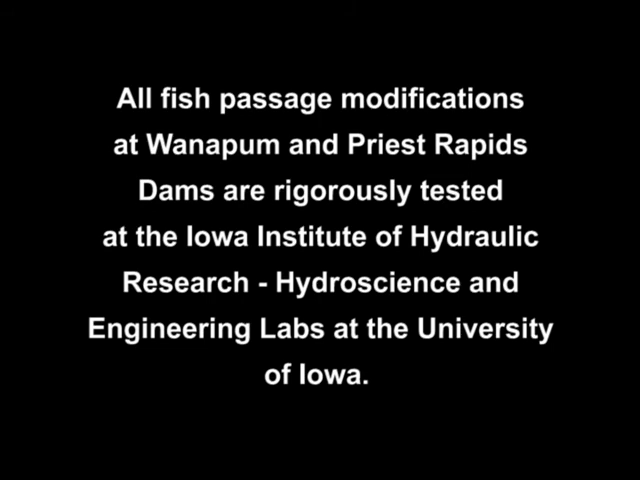 All fish passage modifications
at Wanapum and Priest Rapids
Dams are rigorously tested
at the Iowa Institute of Hydraulic
Research - Hydroscience and
Engineering Labs at the University
of Iowa.